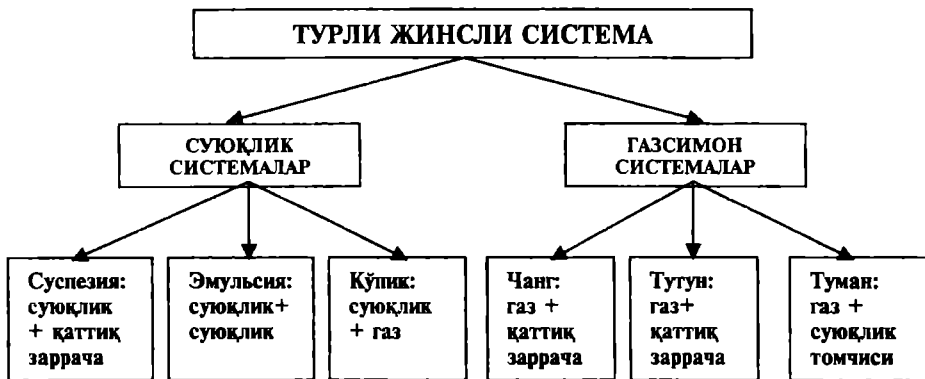 ТУРЛИ ЖИНСЛИ СИСТЕМА
СУЮҚЛИК
СИСТЕМАЛАР
ГАЗСИМОН
СИСТЕМАЛАР
Суспезия:
суюқлик
+ қаттиқ
заррача
Эмульсия:
суюқлик+
суюқлик
Кўпик:
суюқлик
+ газ
Чанг:
газ +
қаттиқ
заррача
Тутун:
газ+
қаттиқ
заррача
Туман:
газ +
суюқлик
томчиси